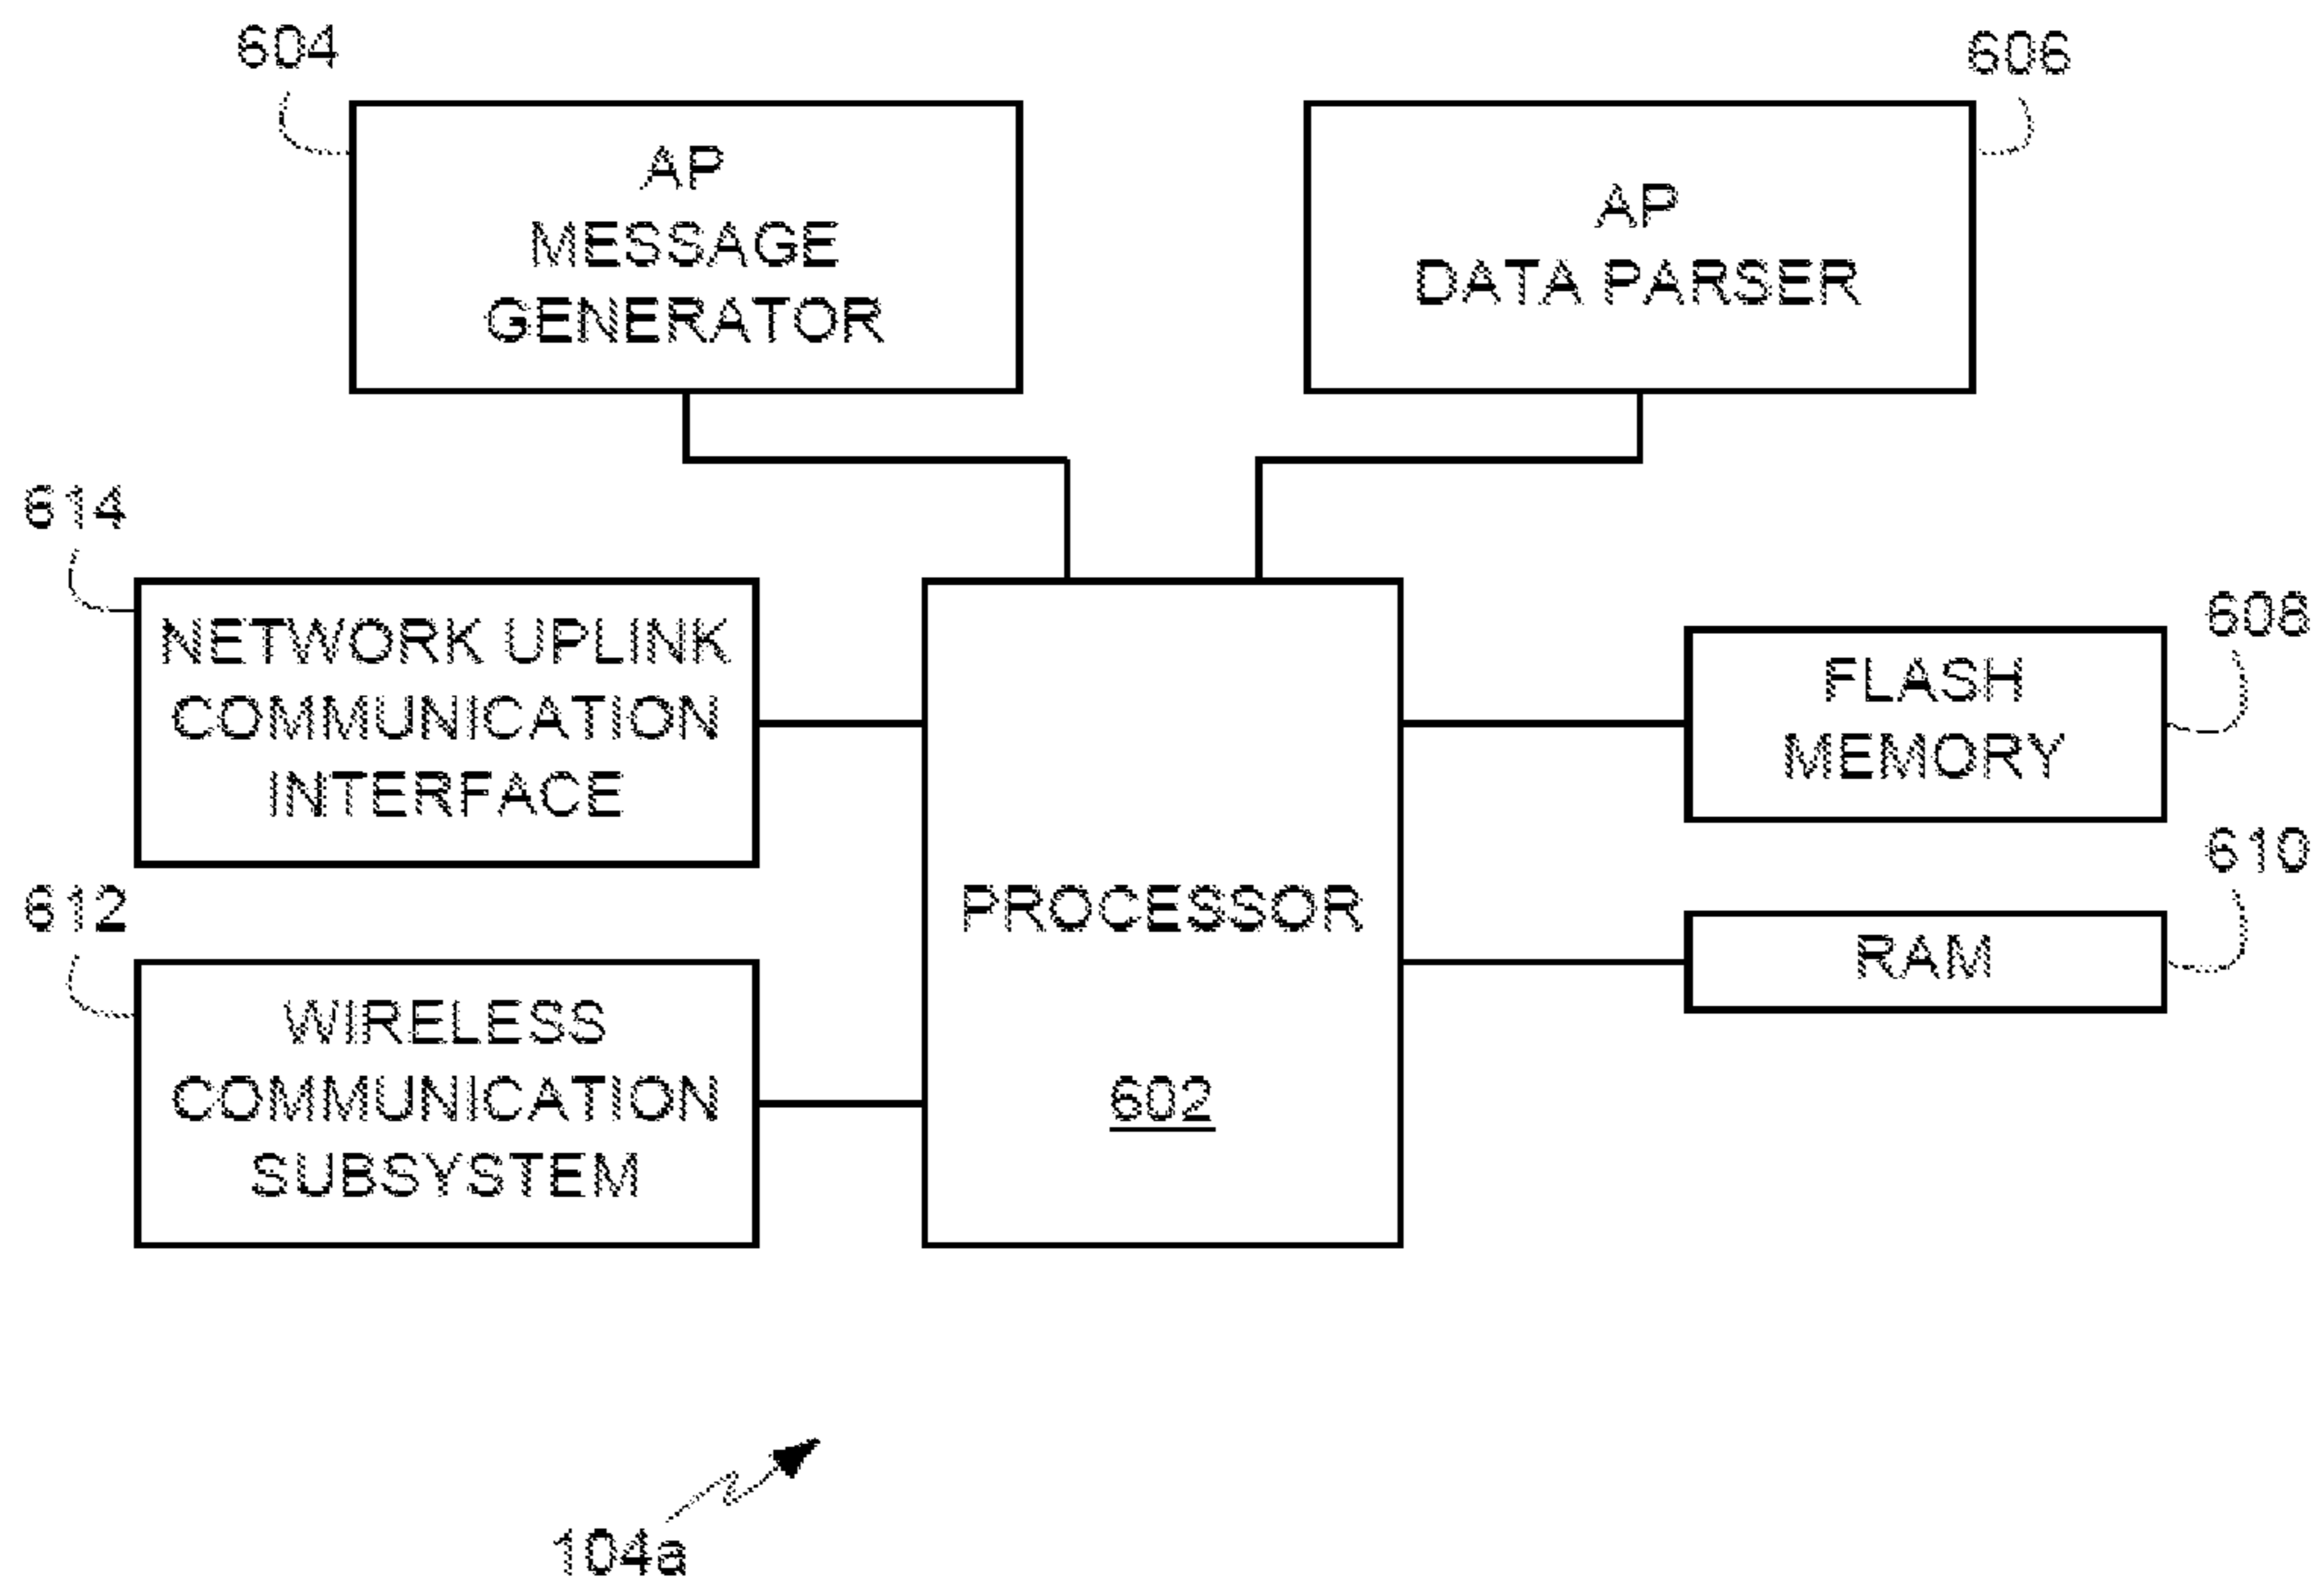 604
606
AP
MESSAGE
GENERATOR
AP
DATA PARSER
614
NETWORK UPLINK
COMMUNICATION
INTERFACE
608
FLASH
MEMORY
610
RAM
PROCESSOR
602
612
WIRELESS
COMMUNICATION
SUBSYSTEM
104a